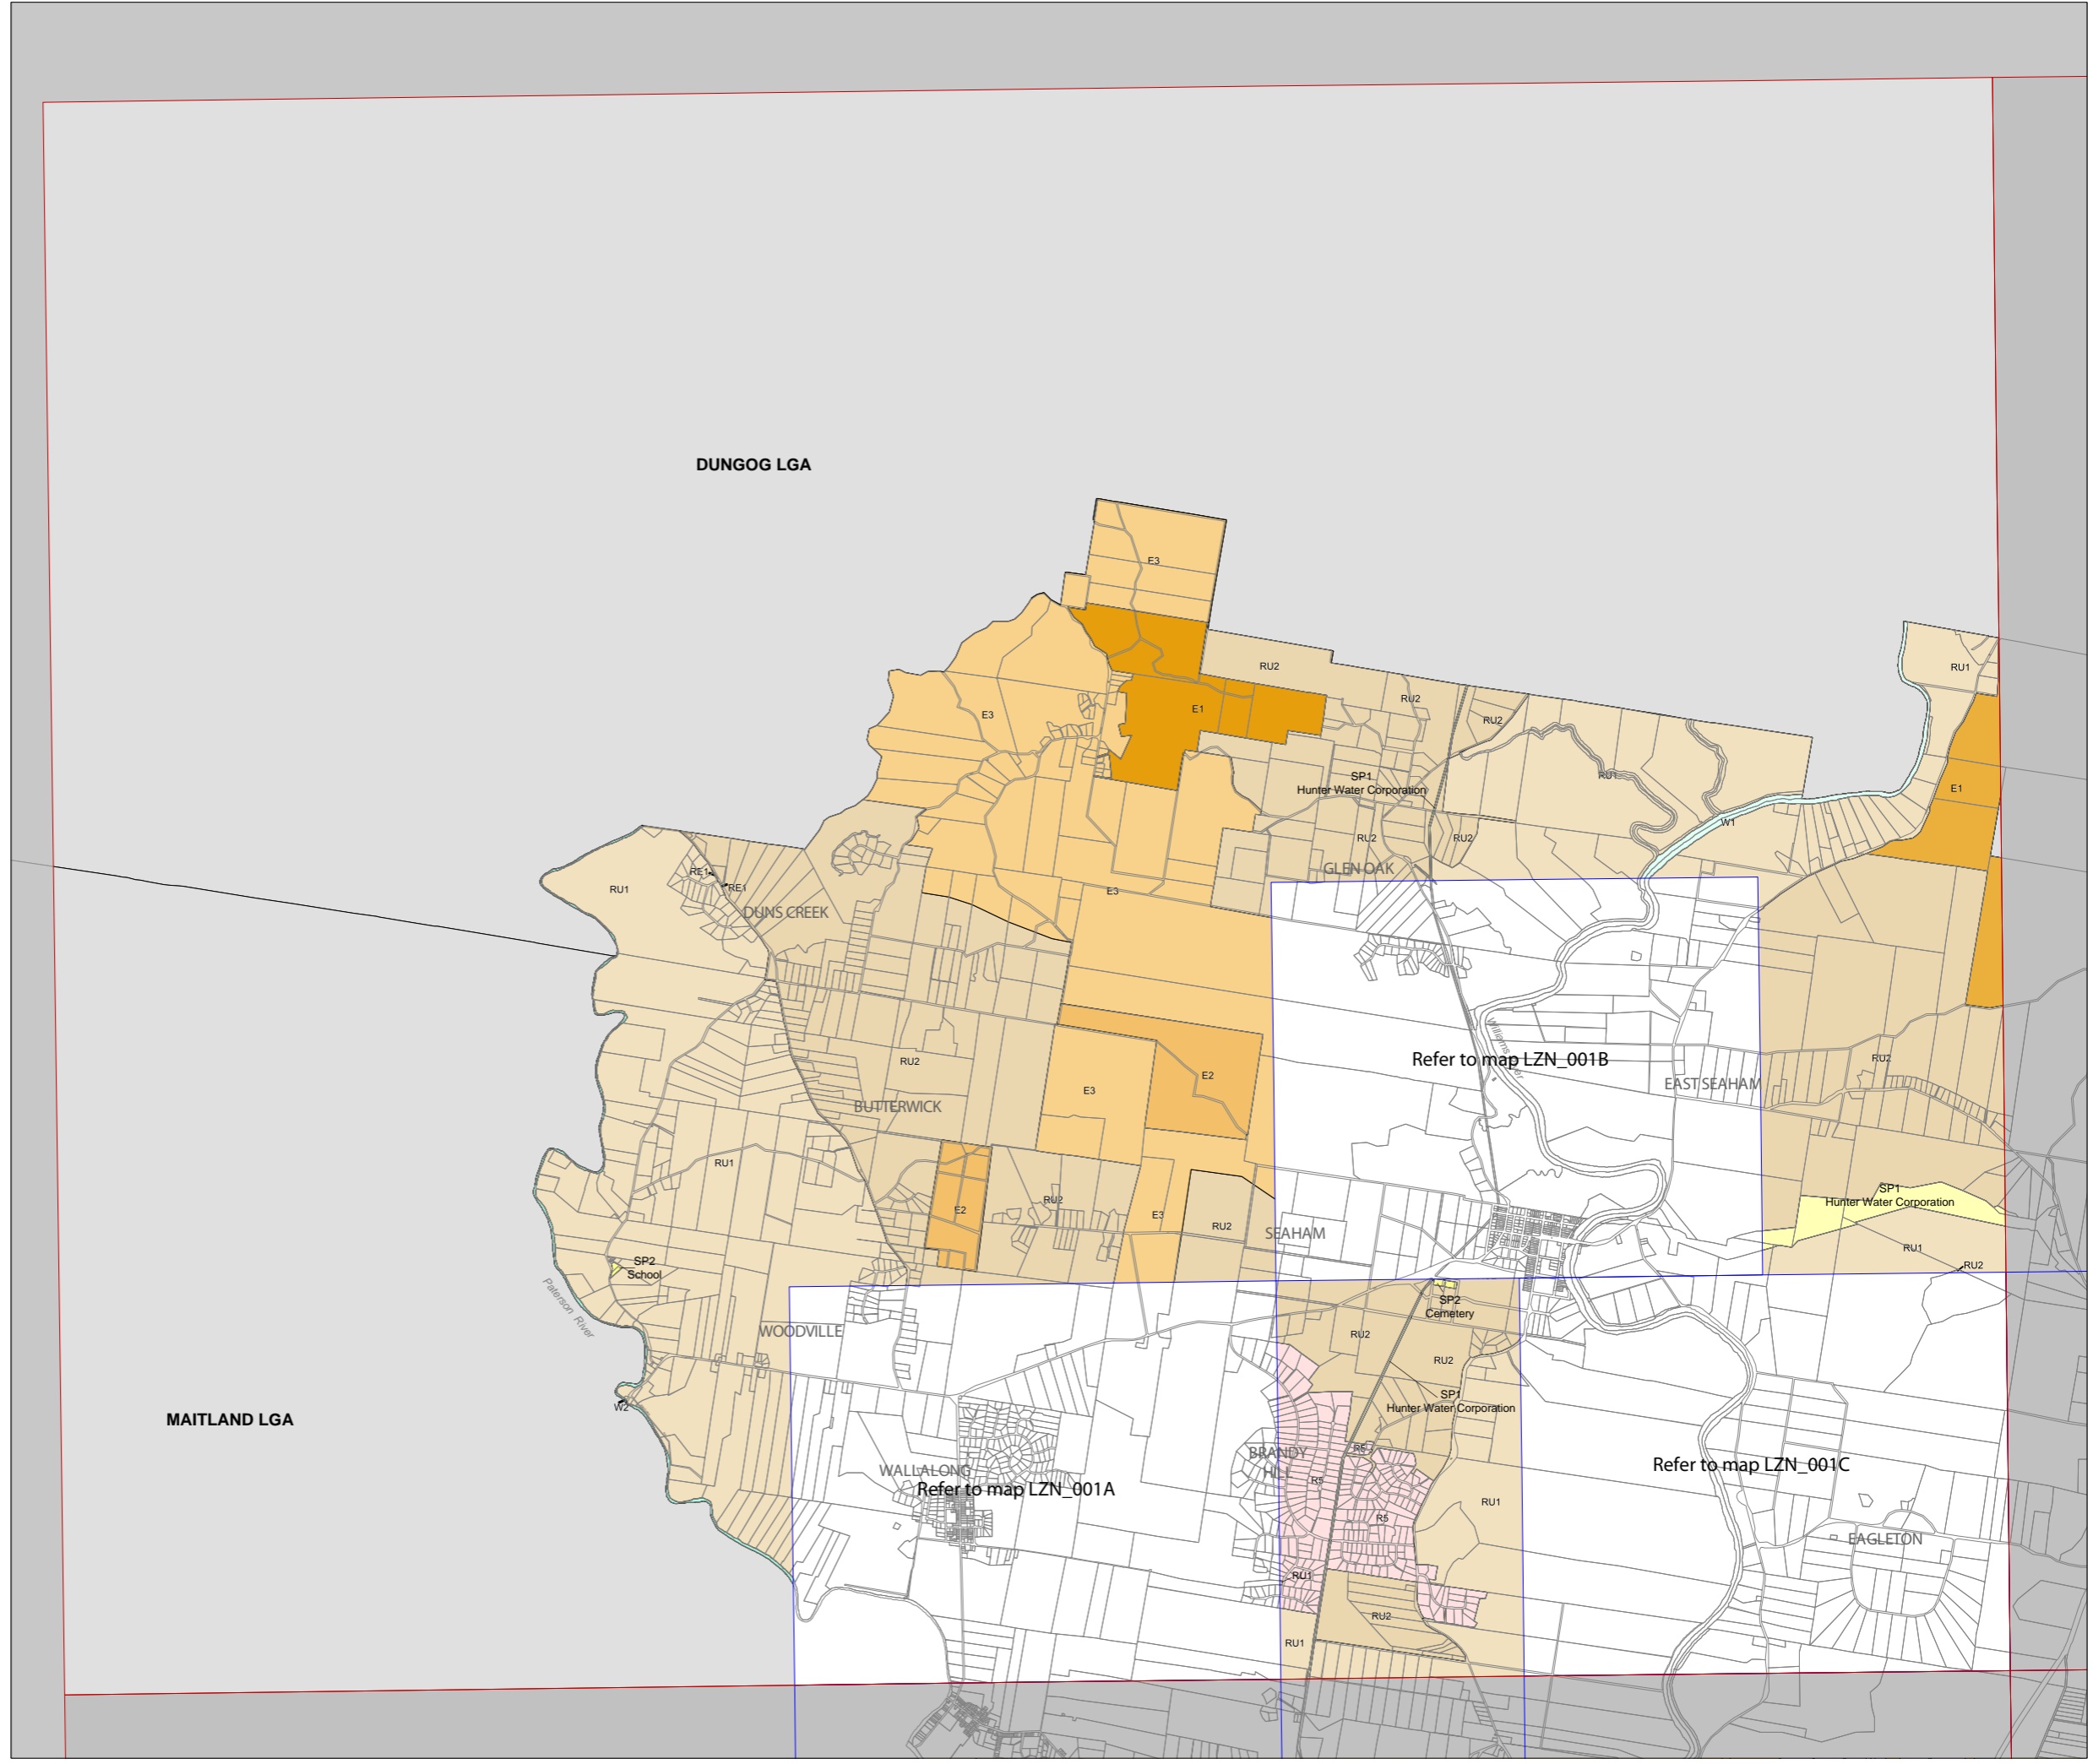 DUNGOG LGA
E3
RU2
RU1
RU2
E3
E1
RU2
SP1
Hunter Water Corporation
RU1
E1
W1
RU2
RU2
GLEN OAK
RE1
RE1
RU1
E3
DUNS CREEK
Williams River
Refer to map LZN_001B
RU2
RU2
E2
EAST SEAHAM
E3
BUTTERWICK
RU1
SP1
Hunter Water Corporation
RU2
E2
E3
RU2
SEAHAM
RU1
SP2
School
RU2
Paterson River
SP2
Cemetery
WOODVILLE
RU2
RU2
SP1
Hunter Water Corporation
W2
MAITLAND LGA
R5
BRANDY
HILL
Refer to map LZN_001C
WALLALONG
R5
Refer to map LZN_001A
RU1
R5
EAGLETON
RU1
RU2
RU1